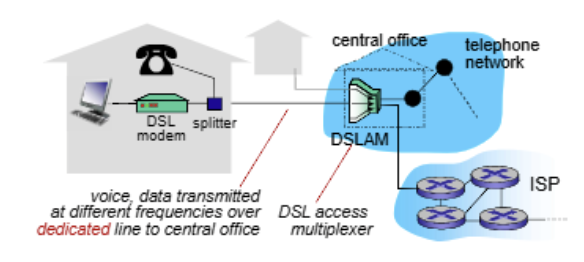 central office
telephone
network
DSL
modem
splitter
DSLAM
voice, data transmitted
at different frequencies over
dedicated line to central office
DSL access
multiplexer
ISP